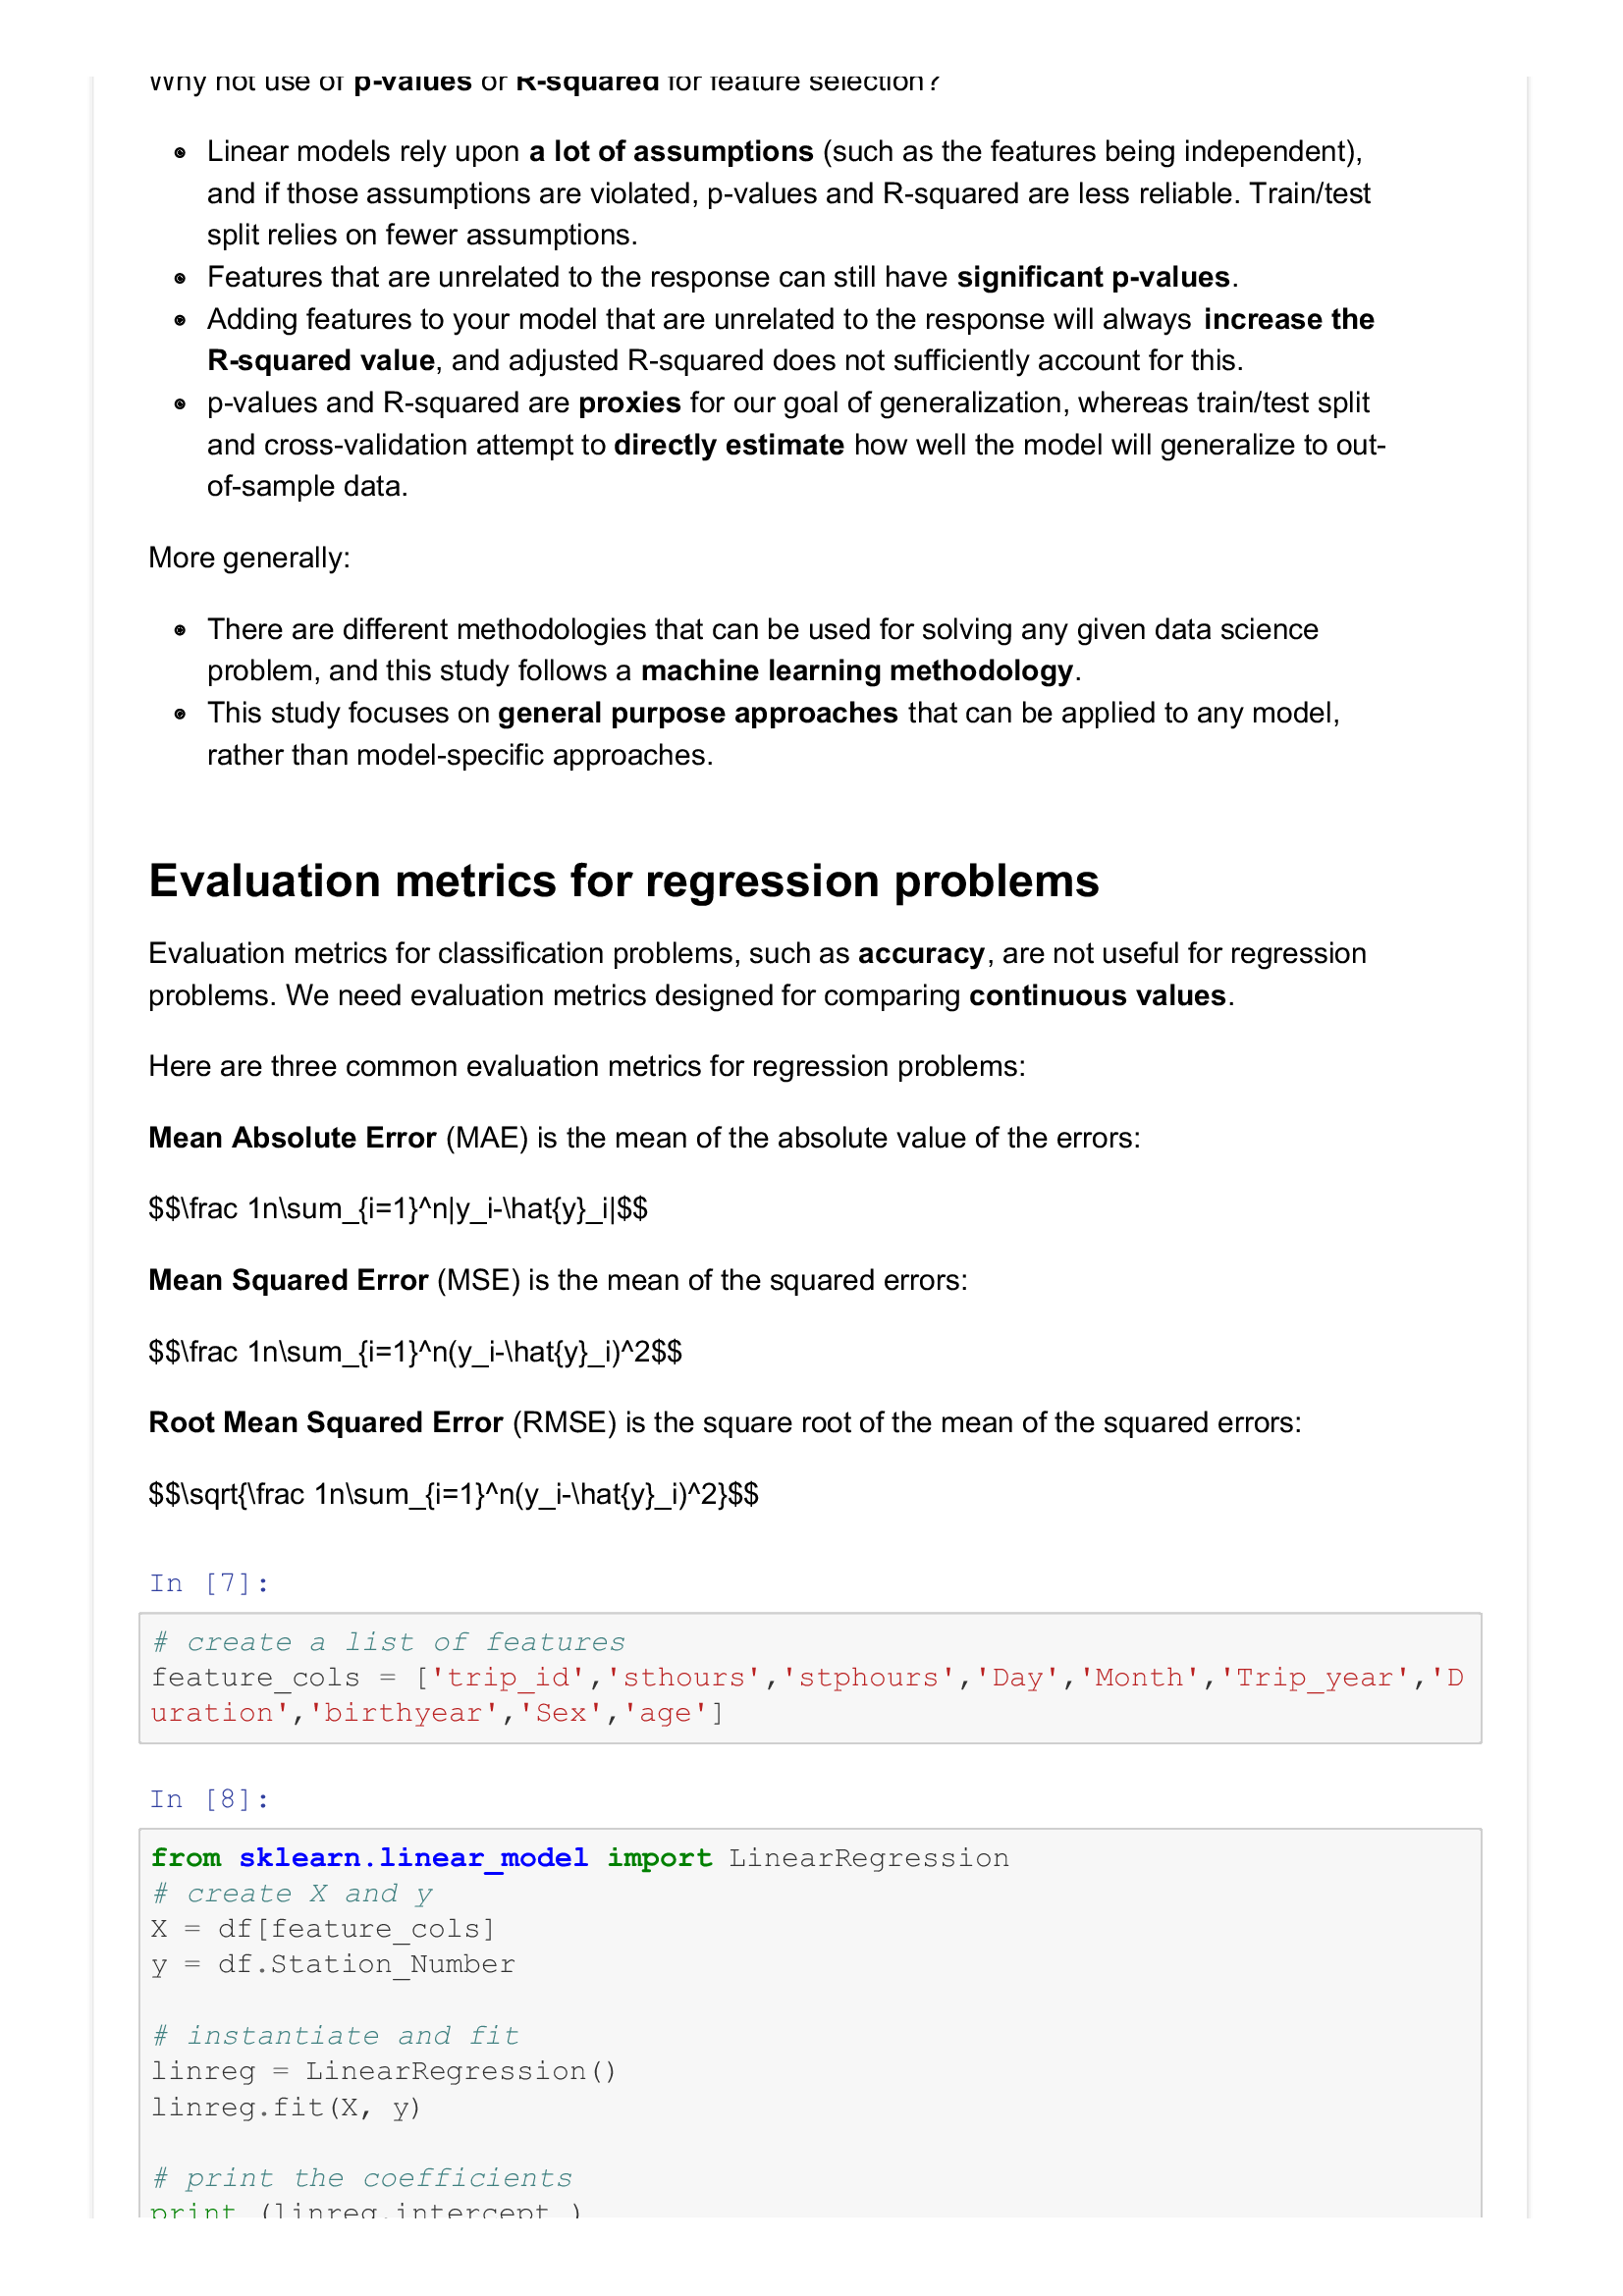 Why not use of p-values or R-squared for feature selection?
Linear models rely upon a lot of assumptions (such as the features being independent),
and if those assumptions are violated, p-values and R-squared are less reliable. Train/test
split relies on fewer assumptions.
Features that are unrelated to the response can still have significant p-values.
Adding features to your model that are unrelated to the response will always increase the
R-squared value, and adjusted R-squared does not sufficiently account for this.
p-values and R-squared are proxies for our goal of generalization, whereas train/test split
and cross-validation attempt to directly estimate how well the model will generalize to out-
of-sample data.
More generally:
There are different methodologies that can be used for solving any given data science
problem, and this study follows a machine learning methodology.
This study focuses on general purpose approaches that can be applied to any model,
rather than model-specific approaches.
Evaluation metrics for regression problems
Evaluation metrics for classification problems, such as accuracy, are not useful for regression
problems. We need evaluation metrics designed for comparing continuous values.
Here are three common evaluation metrics for regression problems:
Mean Absolute Error (MAE) is the mean of the absolute value of the errors:
$$\frac 1n\sum_{i=1}^n|y_i-\hat{y}_i|$$
Mean Squared Error (MSE) is the mean of the squared errors:
$$\frac 1n\sum_{i=1}^n(y_i-\hat{y}_i)^2$$
Root Mean Squared Error (RMSE) is the square root of the mean of the squared errors:
$$\sqrt{\frac 1n\sum_{i=1}^n(y_i-\hat{y}_i)^2}$$
In [7]:
# create a list of features
feature_cols = ['trip_id','sthours','stphours','Day','Month','Trip_year','D
uration','birthyear','Sex','age']
In [8]:
from sklearn.linear_model import LinearRegression
# create X and y
X = df[feature_cols]
y = df.Station_Number
# instantiate and fit
linreg = LinearRegression()
linreg.fit(X, y)
# print the coefficients
print (linreg.intercept_)